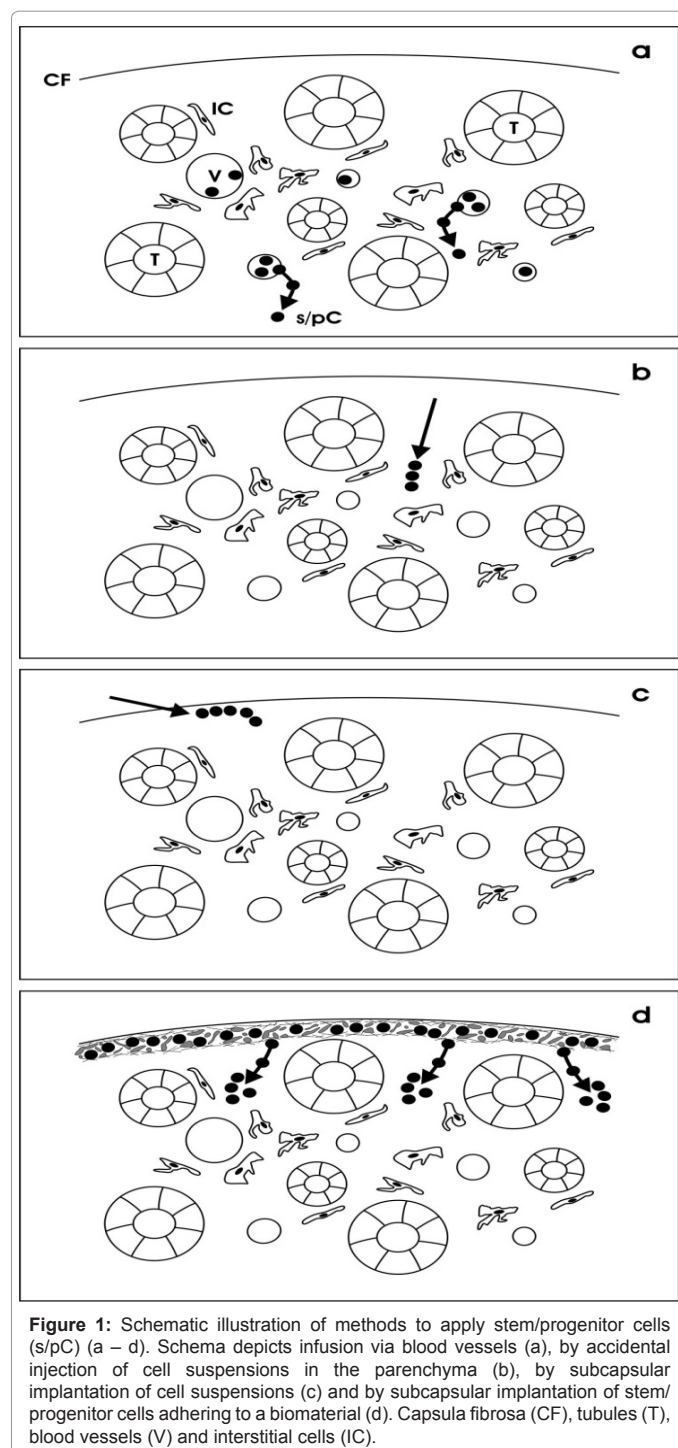 a
CF
IC
T
V
T
s/pC
b
c
d
Figure 1: Schematic illustration of methods to apply stem/progenitor cells
(s/pC) (a – d). Schema depicts infusion via blood vessels (a), by accidental
injection of cell suspensions in the parenchyma (b), by subcapsular
implantation of cell suspensions (c) and by subcapsular implantation of stem/
progenitor cells adhering to a biomaterial (d). Capsula fibrosa (CF), tubules (T),
blood vessels (V) and interstitial cells (IC).